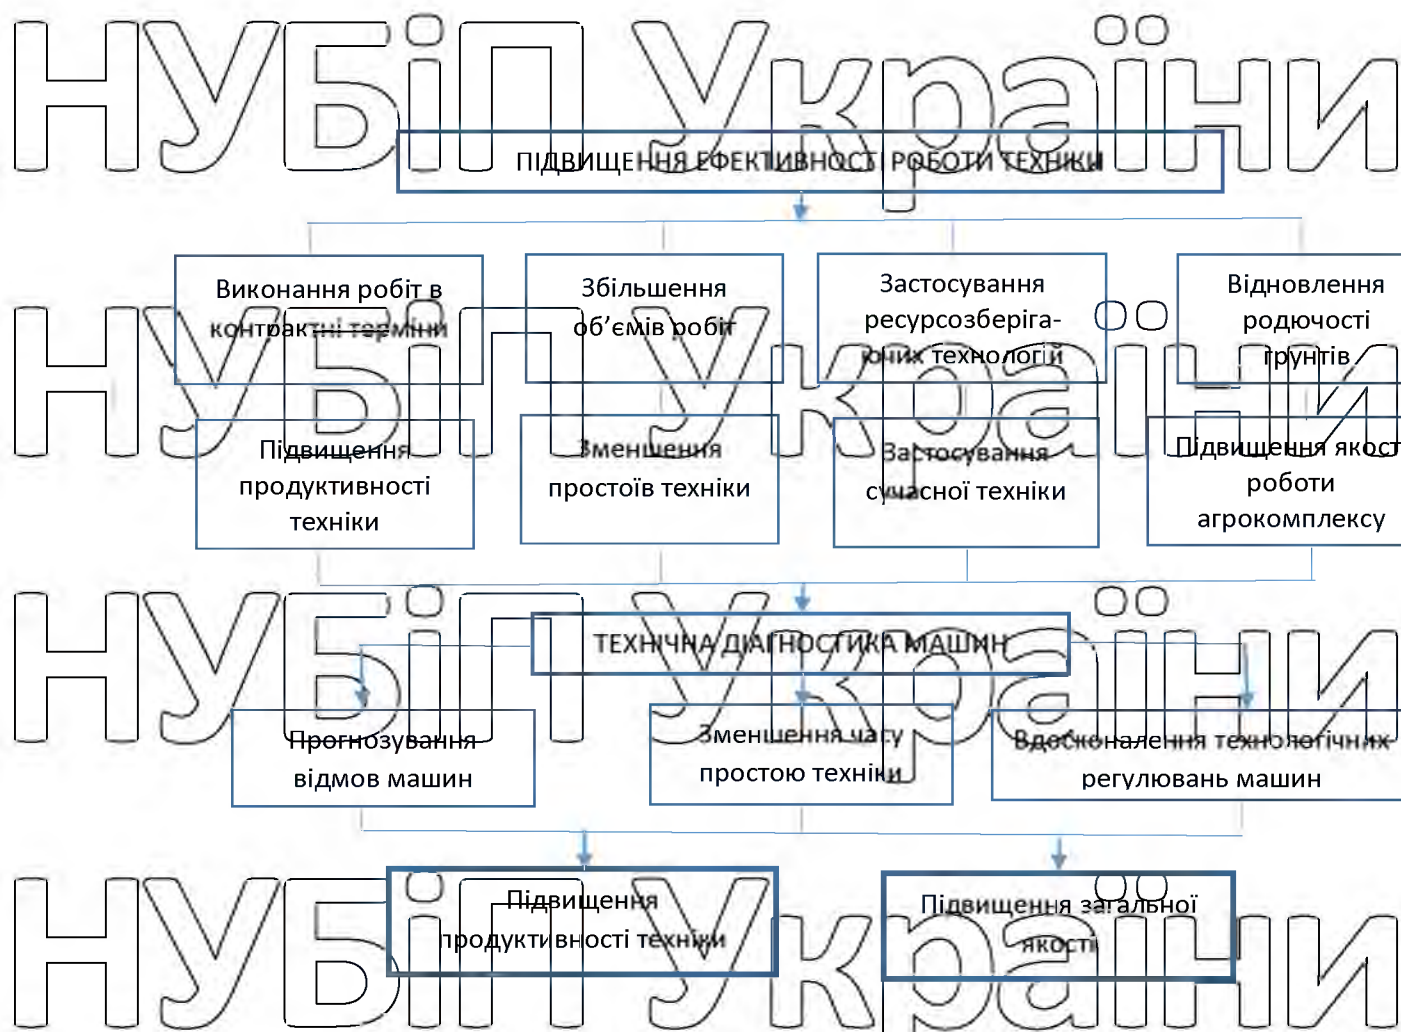 НУБіП України
ПІДВИЩЕННЯ ЕФЕКТИВНОСТІ РОБОТИ ТЕХНІКИ
Виконання робіт в
контрактні терміни
Збільшення
об’ємів робіт
Застосування
ресурсозберіга-
ючих технологій
Відновлення
родючості
грунтів
НУБіП України
Підвищення
продуктивності
техніки
Зменшення
простоїв техніки
Застосування
сучасної техніки
Підвищення якост
роботи
агрокомплексу
НУБіП України
ТЕХНІЧНА ДІАГНОСТИКА МАШИН
Прогнозування
відмов машин
Зменшення часу
простою техніки
Вдосконалення технологічних
регулювань машин
НУБіП України
Підвищення
продуктивності техніки
Підвищення загальної
якості